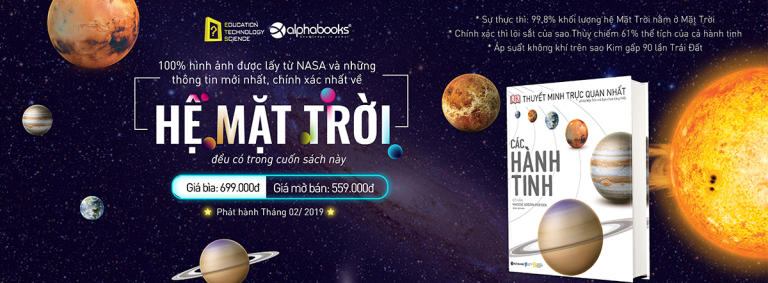 EDUCATION
TECHNOLOGY
SCIENCE
alphabooks®
knowledge is power
100% hình ảnh được lấy từ NASA và những
thông tin mới nhất, chính xác nhất về
HỆ MẶT TRỜI
đều có trong cuốn sách này
Giá bìa: 699.000đ
Giá mở bán: 559.000đ
Phát hành Tháng 02/ 2019
* Sự thực thì: 99,8% khối lượng hệ Mặt Trời nằm ở Mặt Trời
* Chính xác thì lõi sắt của sao Thủy chiếm 61% thể tích của cả hành tinh
* Áp suất không khí trên sao Kim gấp 90 lần Trái Đất
DK THUYẾT MINH TRỰC QUAN NHẤT
CÁC
HÀNH
TINH